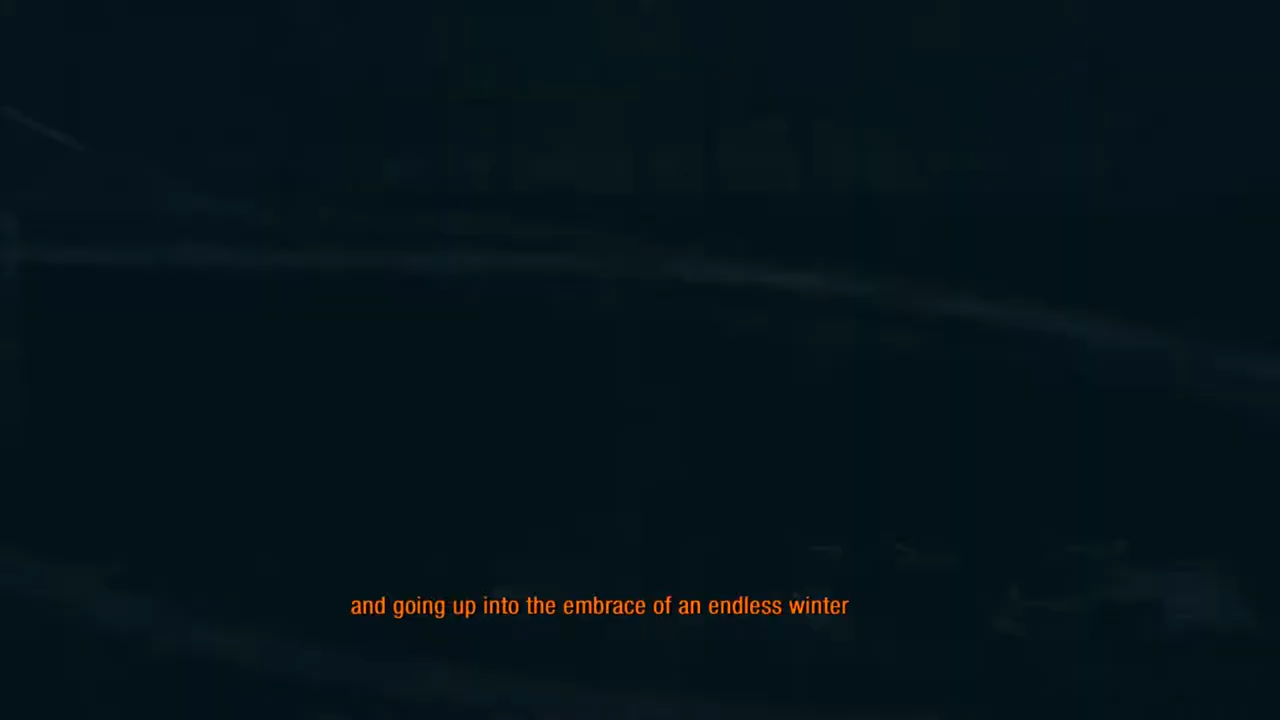 and going up into the embrace of an endless winter